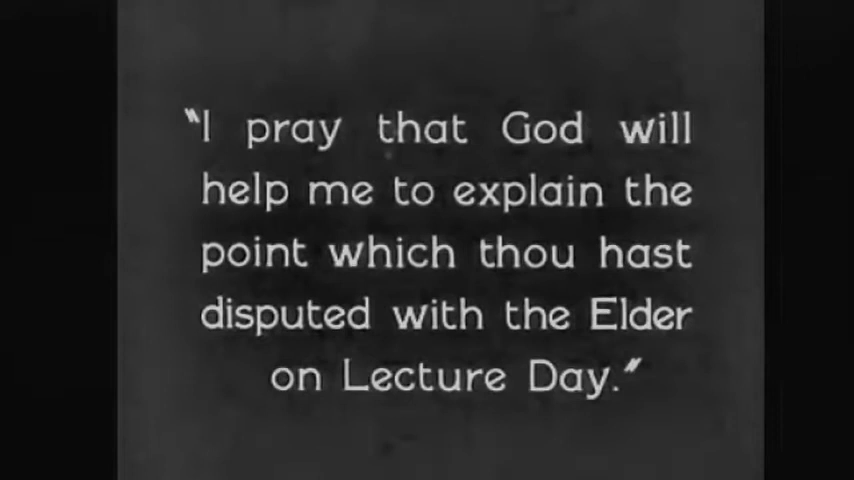 "I pray that God will
help me to explain the
point which thou hast
disputed with the Elder
on Lecture Day."